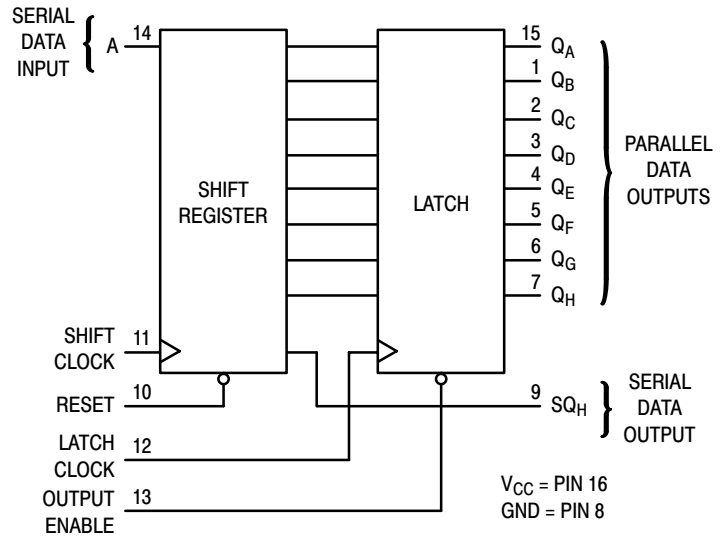 SERIAL
DATA
INPUT
A 14
SHIFT
REGISTER
LATCH
15 QA
1 QB
2 QC
3 QD
4 QE
5 QF
6 QG
7 QH
PARALLEL
DATA
OUTPUTS
SHIFT
CLOCK 11
RESET 10
LATCH
CLOCK 12
OUTPUT
ENABLE 13
9 SQH
SERIAL
DATA
OUTPUT
VCC = PIN 16
GND = PIN 8